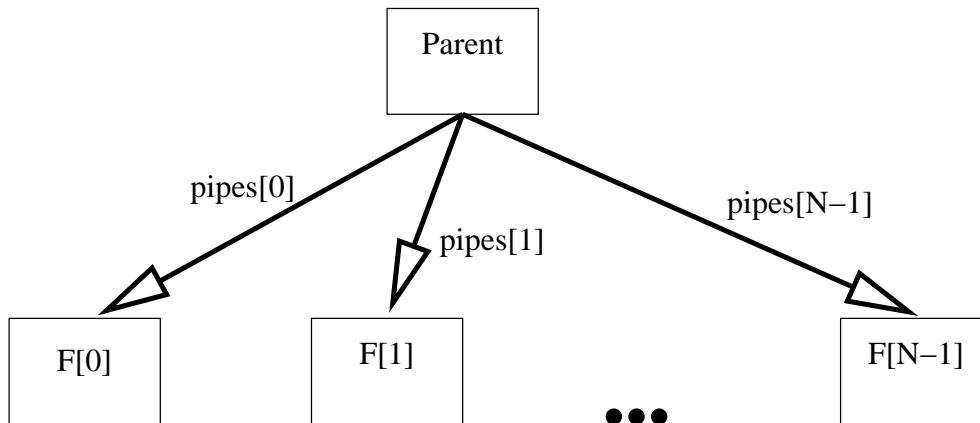 Parent
pipes[0]
pipes[N−1]
pipes[1]
F[0]
F[1]
F[N−1]